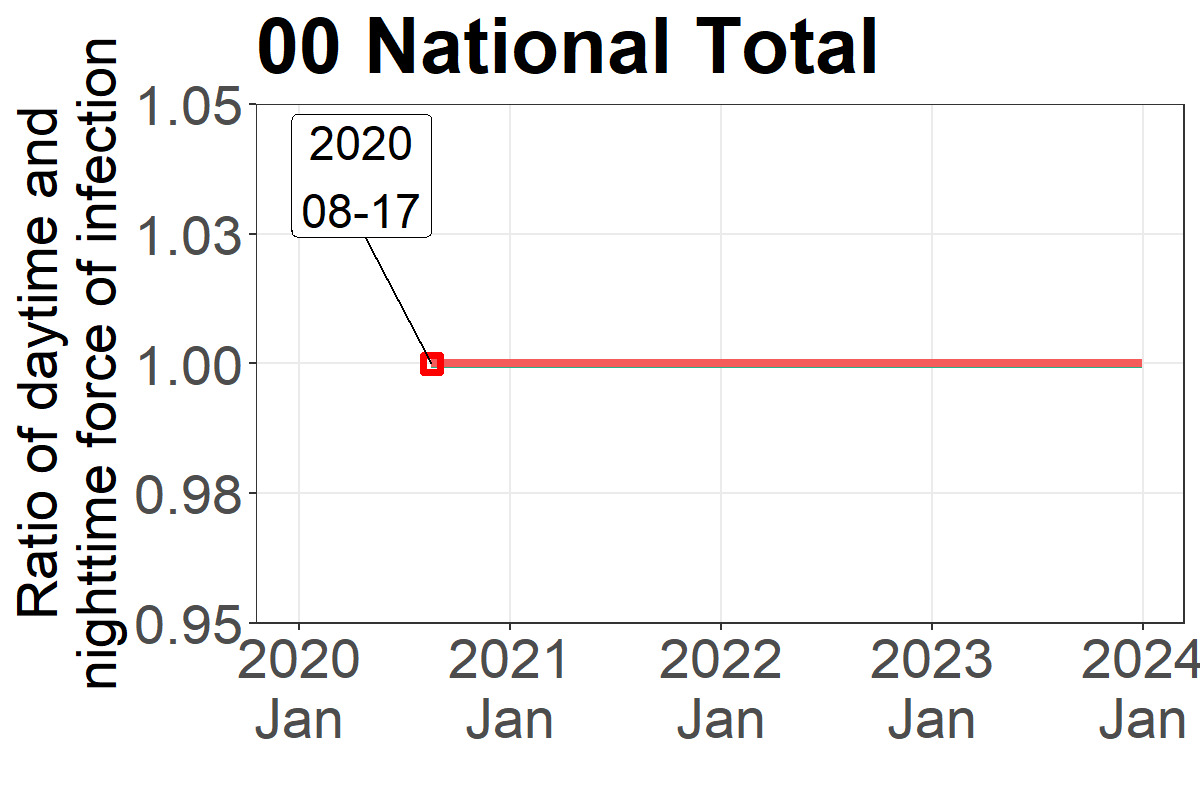 00 National Total
Ratio of daytime and
nighttime force of infection
1.05
1.03
1.00
0.98
0.95
2020
08-17
2020 2021 2022 2023 2024
Jan Jan Jan Jan Jan